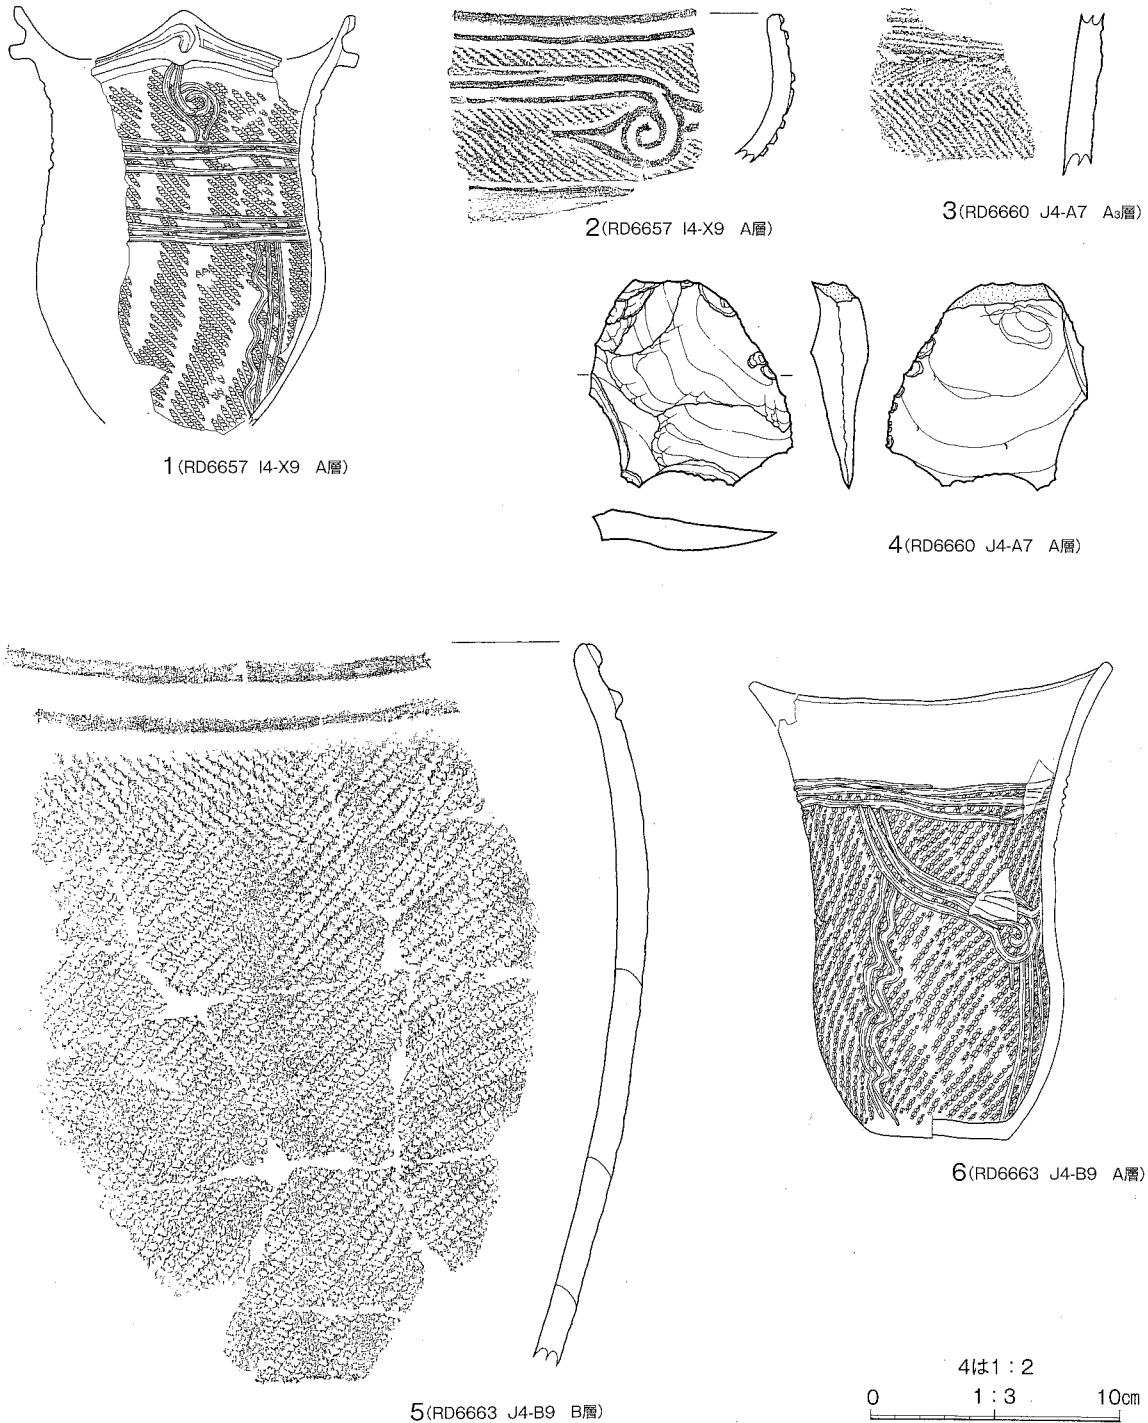 1(RD6657 I4-X9 A層)
2(RD6657 I4-X9 A層)
3(RD6660 J4-A7 A₃層)
4(RD6660 J4-A7 A層)
5(RD6663 J4-B9 B層)
6(RD6663 J4-B9 A層)
4は1:2
0 1:3 10cm